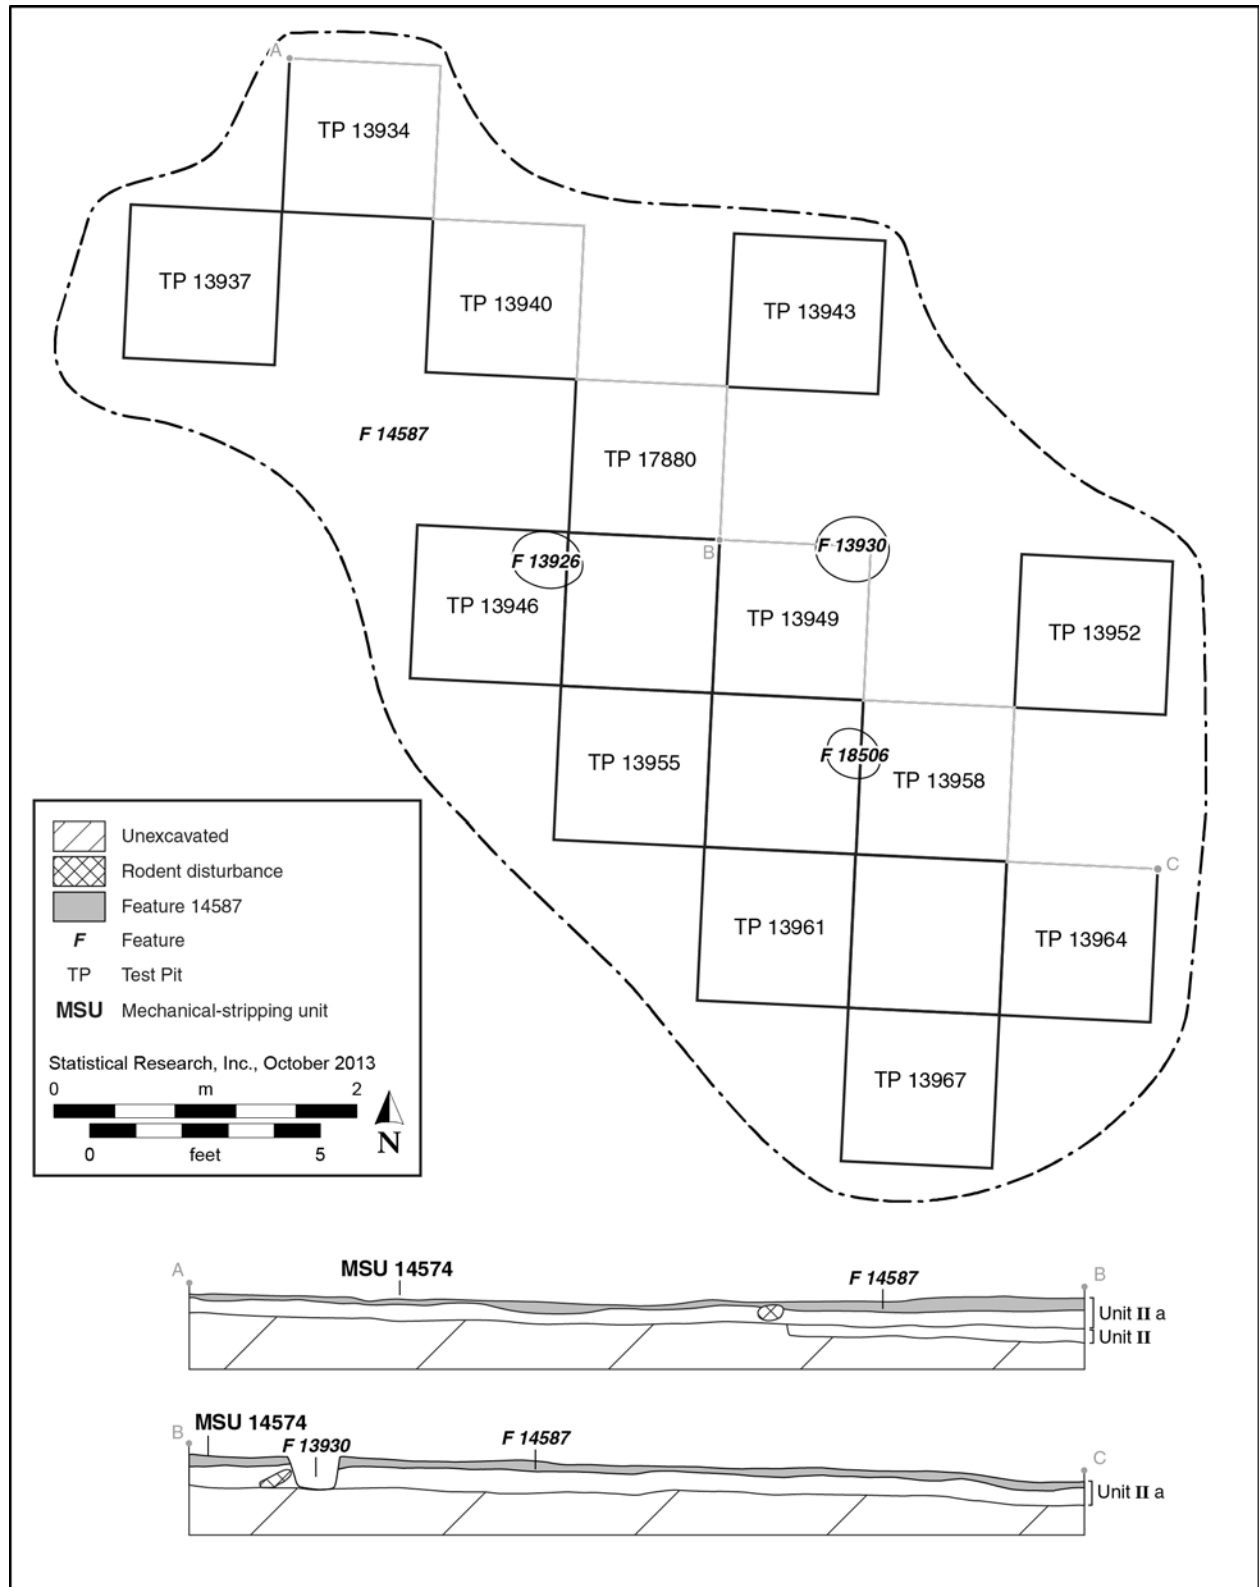 A
TP 13934
TP 13937
TP 13940
TP 13943
F 14587
TP 17880
B
F 13930
F 13926
TP 13946
TP 13949
TP 13952
F 18506
TP 13955
TP 13958
C
TP 13961
TP 13964
TP 13967
Unexcavated
Rodent disturbance
Feature 14587
F Feature
TP Test Pit
MSU Mechanical-stripping unit
Statistical Research, Inc., October 2013
0 m 2
0 feet 5
N
A MSU 14574 F 14587 B
Unit II a
Unit II
B MSU 14574 F 13930 F 14587 C
Unit II a